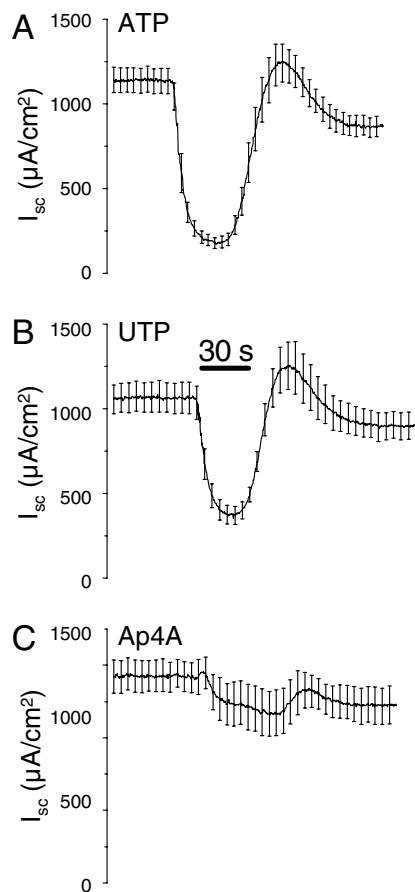 A
ATP
1500
1000
500
0
Isc (μA/cm2)
B
UTP
30 s
1500
1000
500
0
Isc (μA/cm²)
C
Ap4A
1500
1000
500
0
Isc (μA/cm²)